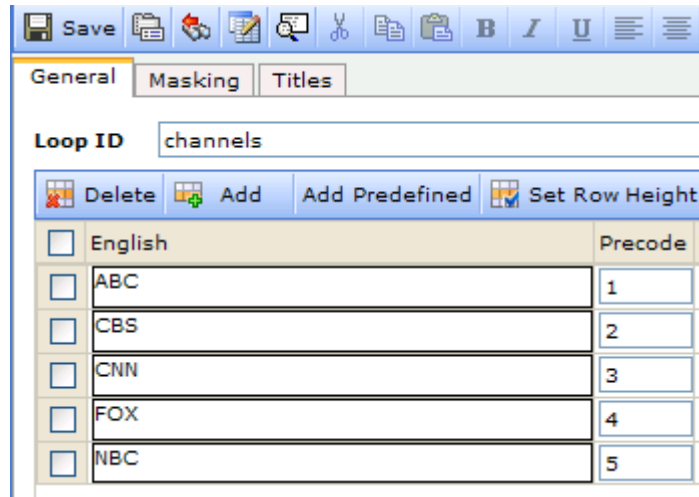 Save B I U
General Masking Titles
Loop ID channels
Delete Add Add Predefined Set Row Height
English Precode
ABC 1
CBS 2
CNN 3
FOX 4
NBC 5